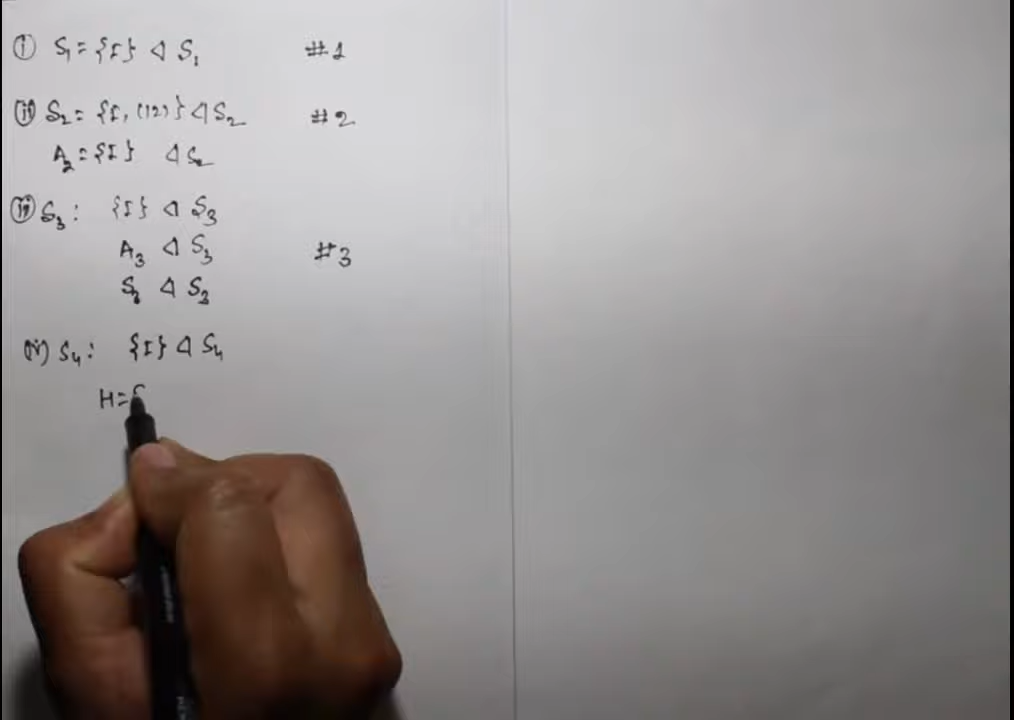 (i) S₁ = {I} ⊲ S₁ #1
(ii) S₂ = {I, (12)} ⊲ S₂ #2
A₂ = {I} ⊲ S₂
(iii) S₃ : {I} ⊲ S₃
A₃ ⊲ S₃ #3
S₃ ⊲ S₃
(iv) S₄ : {I} ⊲ S₄
H =